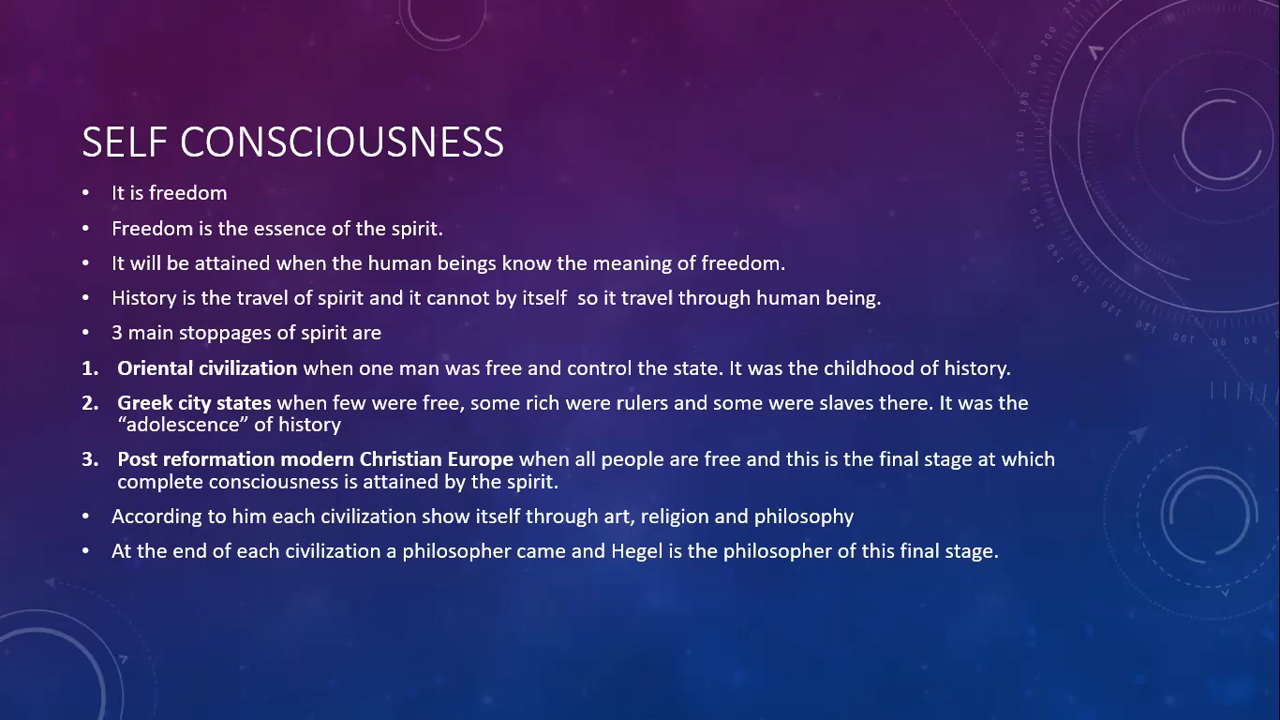 SELF CONSCIOUSNESS
• It is freedom
• Freedom is the essence of the spirit.
• It will be attained when the human beings know the meaning of freedom.
• History is the travel of spirit and it cannot by itself  so it travel through human being.
• 3 main stoppages of spirit are
1. Oriental civilization when one man was free and control the state. It was the childhood of history.
2. Greek city states when few were free, some rich were rulers and some were slaves there. It was the
“adolescence” of history
3. Post reformation modern Christian Europe when all people are free and this is the final stage at which
complete consciousness is attained by the spirit.
• According to him each civilization show itself through art, religion and philosophy
• At the end of each civilization a philosopher came and Hegel is the philosopher of this final stage.